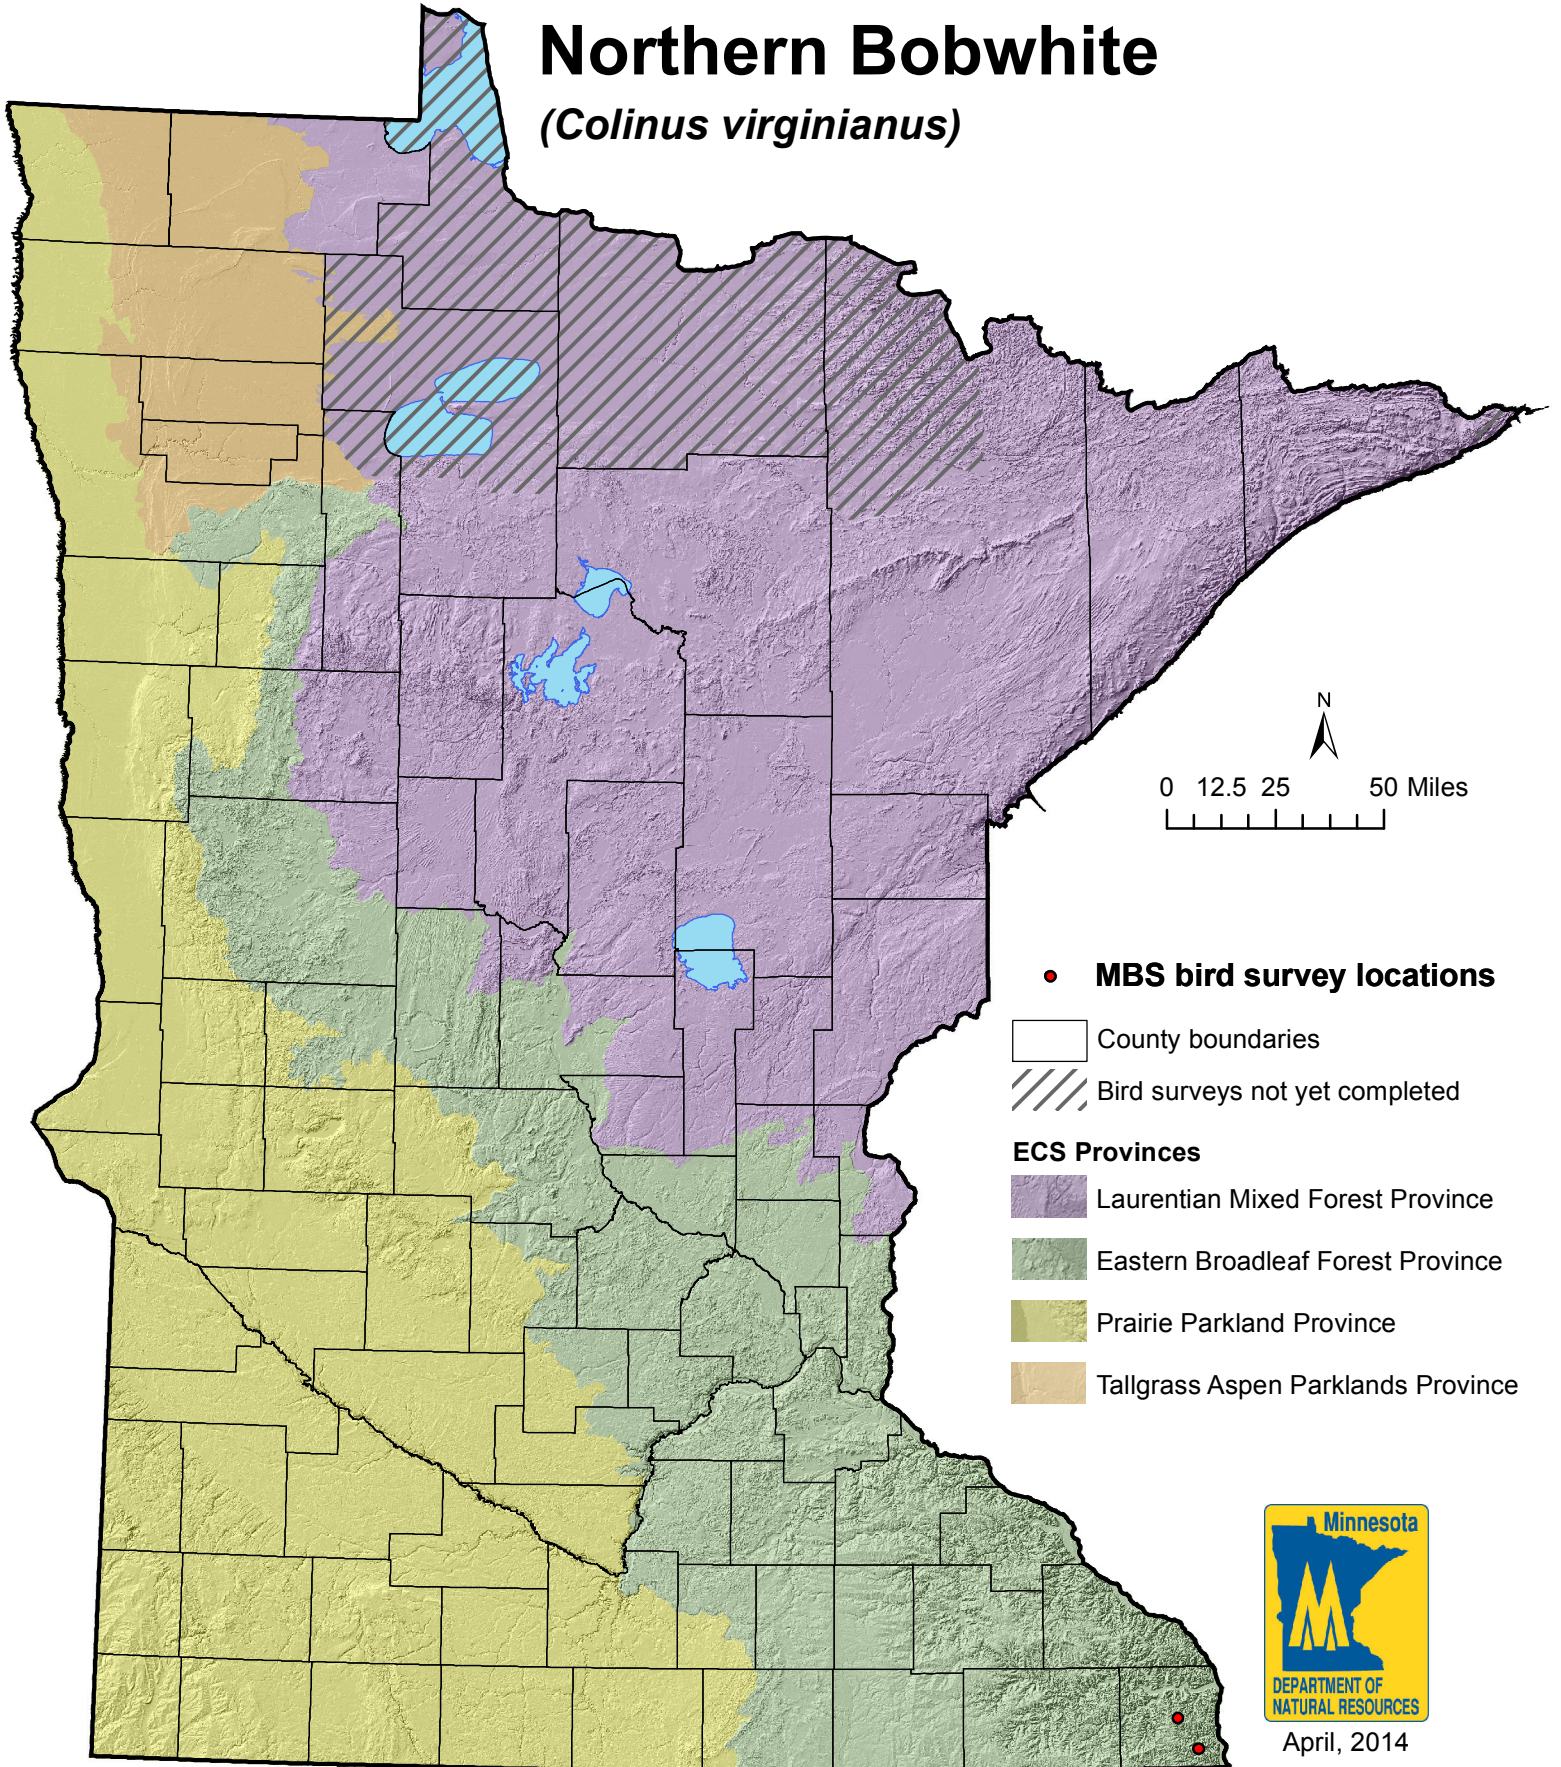 Northern Bobwhite
(Colinus virginianus)
N
0 12.5 25 50 Miles
MBS bird survey locations
County boundaries
Bird surveys not yet completed
ECS Provinces
Laurentian Mixed Forest Province
Eastern Broadleaf Forest Province
Prairie Parkland Province
Tallgrass Aspen Parklands Province
Minnesota
DEPARTMENT OF
NATURAL RESOURCES
April, 2014